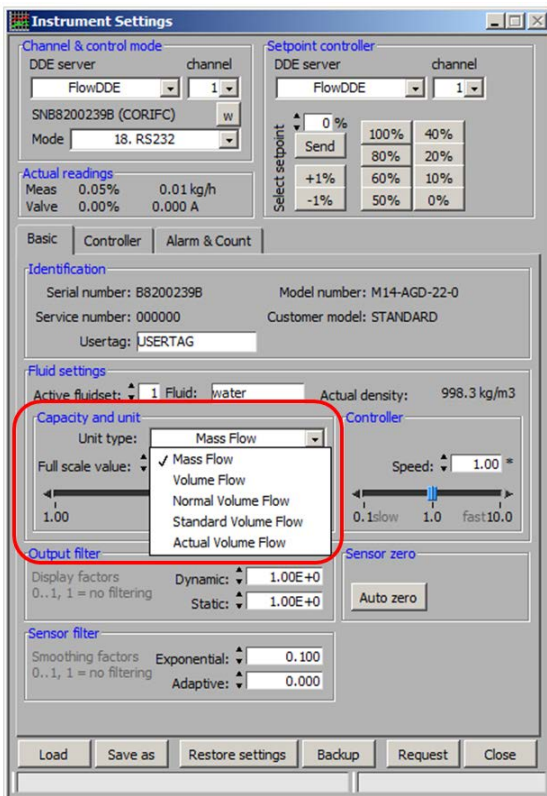 Instrument Settings
Channel & control mode
DDE server channel
FlowDDE 1
SNB8200239B (CORIFC) w
Mode 18. RS232
Setpoint controller
DDE server channel
FlowDDE 1
Select setpoint
0 %
Send
+1%
-1%
100% 40%
80% 20%
60% 10%
50% 0%
Actual readings
Meas 0.05% 0.01 kg/h
Valve 0.00% 0.000 A
Basic Controller Alarm & Count
Identification
Serial number: B8200239B Model number: M14-AGD-22-0
Service number: 000000 Customer model: STANDARD
Usertag: USERTAG
Fluid settings
Active fluidset: 1 Fluid: water Actual density: 998.3 kg/m3
Capacity and unit
Unit type: Mass Flow
Full scale value:
✓ Mass Flow
Volume Flow
Normal Volume Flow
Standard Volume Flow
Actual Volume Flow
1.00
Controller
Speed: 1.00 *
0.1slow 1.0 fast10.0
Output filter
Display factors
0..1, 1 = no filtering
Dynamic: 1.00E+0
Static: 1.00E+0
Sensor zero
Auto zero
Sensor filter
Smoothing factors
0..1, 1 = no filtering
Exponential: 0.100
Adaptive: 0.000
Load Save as Restore settings Backup Request Close